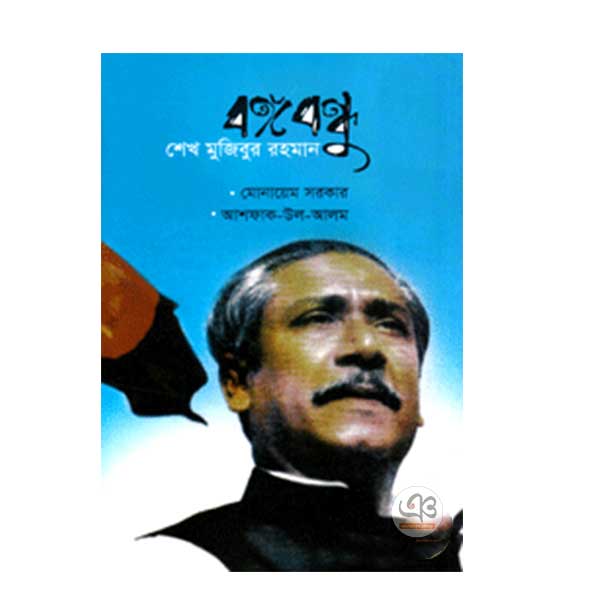 বঙ্গবন্ধু
শেখ মুজিবুর রহমান
• মোনায়েম সরকার
• আশফাক-উল-আলম